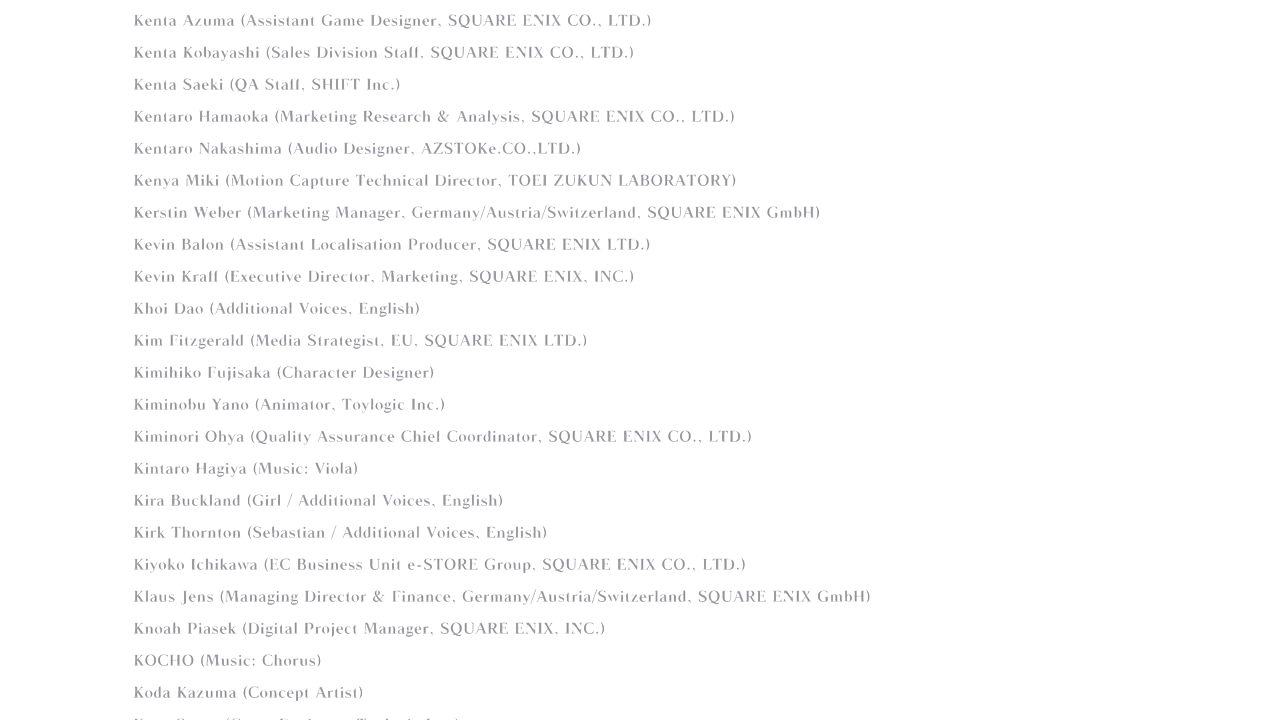 Kenta Azuma (Assistant Game Designer, SQUARE ENIX CO., LTD.)
Kenta Kobayashi (Sales Division Staff, SQUARE ENIX CO., LTD.)
Kenta Saeki (QA Staff, SHIFT Inc.)
Kentaro Hamaoka (Marketing Research & Analysis, SQUARE ENIX CO., LTD.)
Kentaro Nakashima (Audio Designer, AZSTOKe.CO.,LTD.)
Kenya Miki (Motion Capture Technical Director, TOEI ZUKUN LABORATORY)
Kerstin Weber (Marketing Manager, Germany/Austria/Switzerland, SQUARE ENIX GmbH)
Kevin Balon (Assistant Localisation Producer, SQUARE ENIX LTD.)
Kevin Kraff (Executive Director, Marketing, SQUARE ENIX, INC.)
Khoi Dao (Additional Voices, English)
Kim Fitzgerald (Media Strategist, EU, SQUARE ENIX LTD.)
Kimihiko Fujisaka (Character Designer)
Kiminobu Yano (Animator, Toylogic Inc.)
Kiminori Ohya (Quality Assurance Chief Coordinator, SQUARE ENIX CO., LTD.)
Kintaro Hagiya (Music: Viola)
Kira Buckland (Girl / Additional Voices, English)
Kirk Thornton (Sebastian / Additional Voices, English)
Kiyoko Ichikawa (EC Business Unit e-STORE Group, SQUARE ENIX CO., LTD.)
Klaus Jens (Managing Director & Finance, Germany/Austria/Switzerland, SQUARE ENIX GmbH)
Knoah Piasek (Digital Project Manager, SQUARE ENIX, INC.)
KOCHO (Music: Chorus)
Koda Kazuma (Concept Artist)